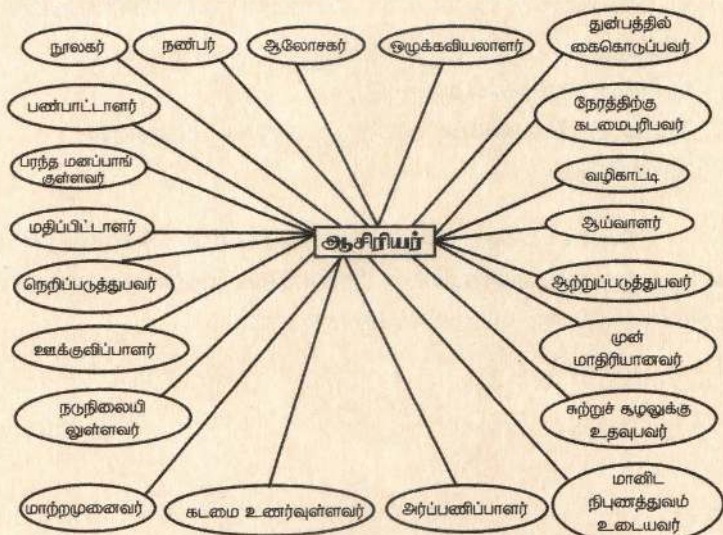 நூலகர்
நண்பர்
ஆலோசகர்
ஒழுக்கவியலாளர்
துன்பத்தில்
கைகொடுப்பவர்
பண்பாட்டாளர்
நேரத்திற்கு
கடமைபுரிபவர்
பரந்த மனப்பாங்
குள்ளவர்
வழிகாட்டி
மதிப்பிட்டாளர்
ஆசிரியர்
ஆய்வாளர்
நெறிப்படுத்துபவர்
ஆற்றுப்படுத்துபவர்
ஊக்குவிப்பாளர்
முன்
மாதிரியானவர்
நடுநிலையி
லுள்ளவர்
சுற்றுச் சூழலுக்கு
உதவுபவர்
மாற்றமுனைவர்
கடமை உணர்வுள்ளவர்
அர்ப்பணிப்பாளர்
மானிட
நிபுணத்துவம்
உடையவர்